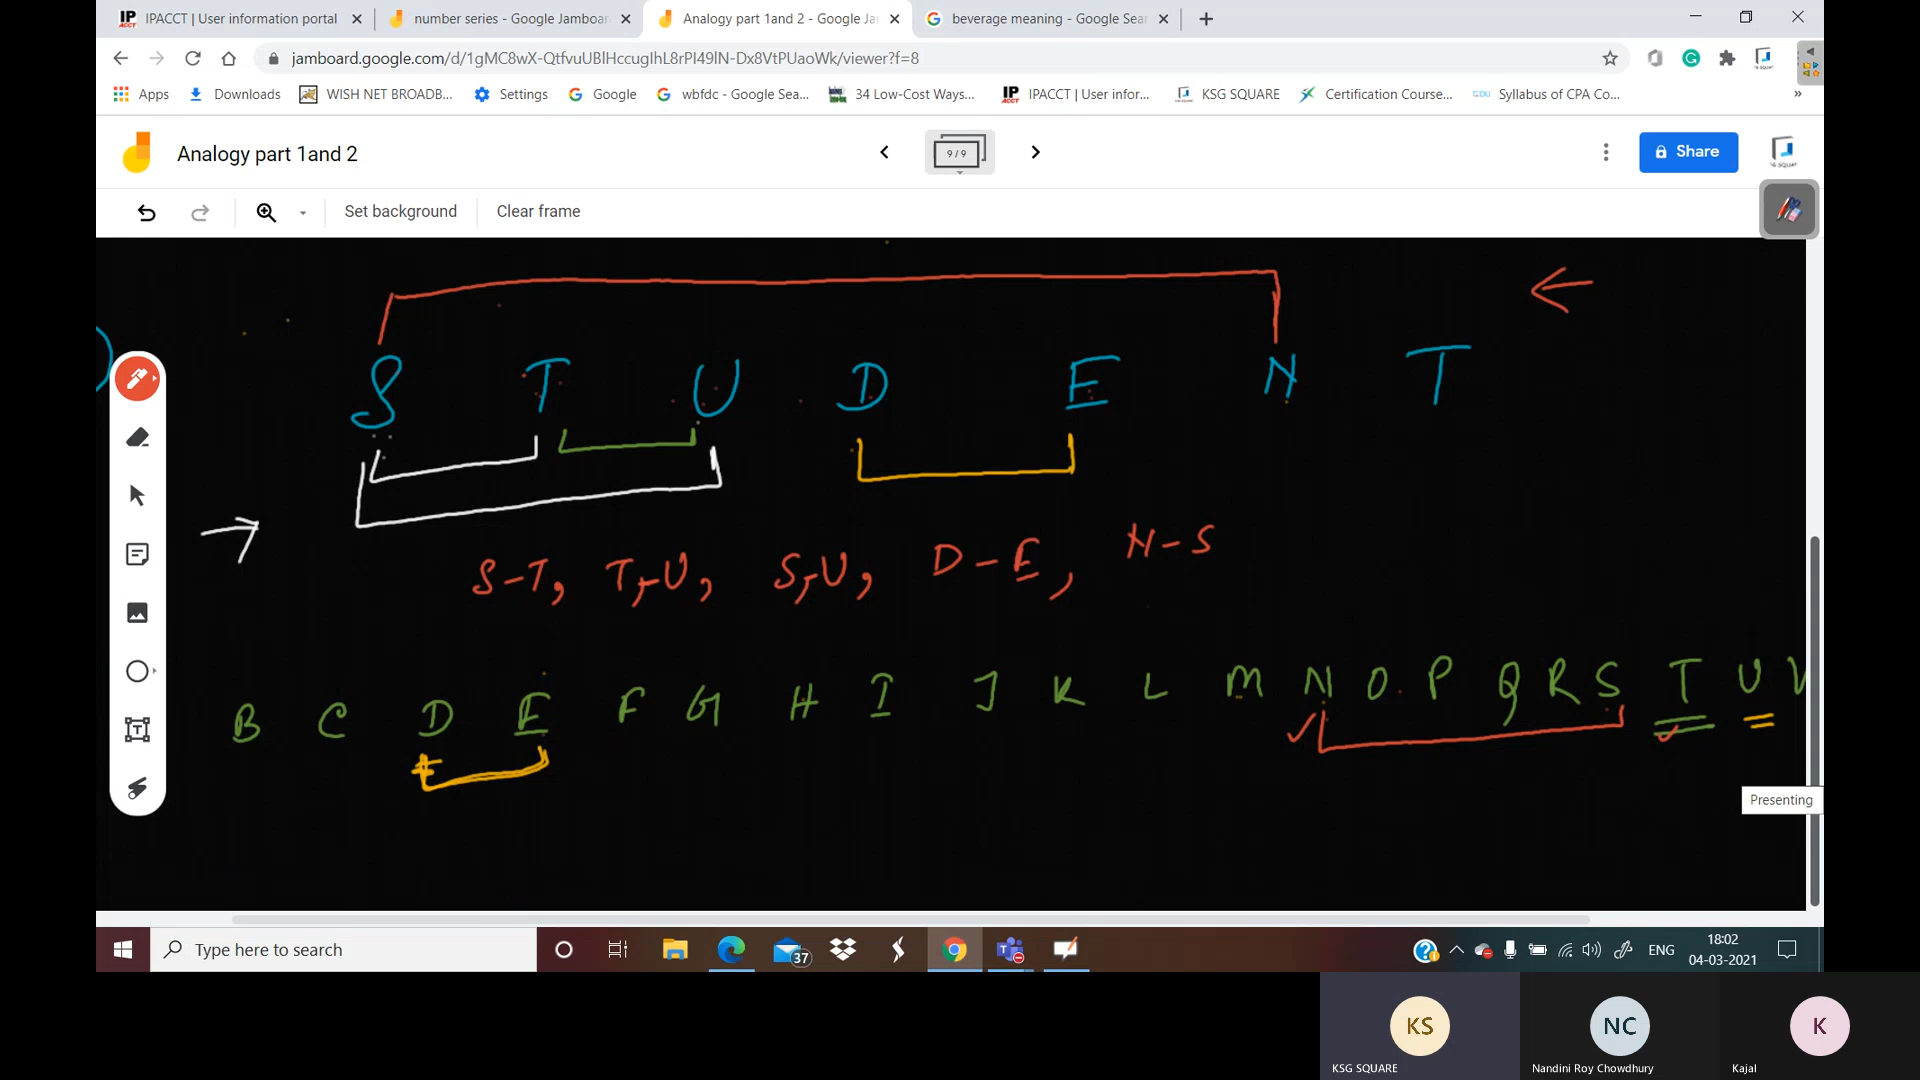 IPACCT | User information portal
number series - Google Jamboa
Analogy part 1and 2 - Google Ja
beverage meaning - Google Sea
jamboard.google.com/d/1gMC8wX-QtfvuUBlHccugIhL8rPI49lN-Dx8VtPUaoWk/viewer?f=8
Apps Downloads WISH NET BROADB... Settings Google wbfdc - Google Sea... 34 Low-Cost Ways... IPACCT | User infor... KSG SQUARE Certification Course... Syllabus of CPA Co... »
Analogy part 1and 2
9 / 9
Share
Set background Clear frame
S T U D E N T
S-T, T-U, S-U, D-E, N-S
B C D E F G H I J K L M N O P Q R S T U V
Presenting
Type here to search
37
ENG
18:02
04-03-2021
KS NC K
KSG SQUARE Nandini Roy Chowdhury Kajal